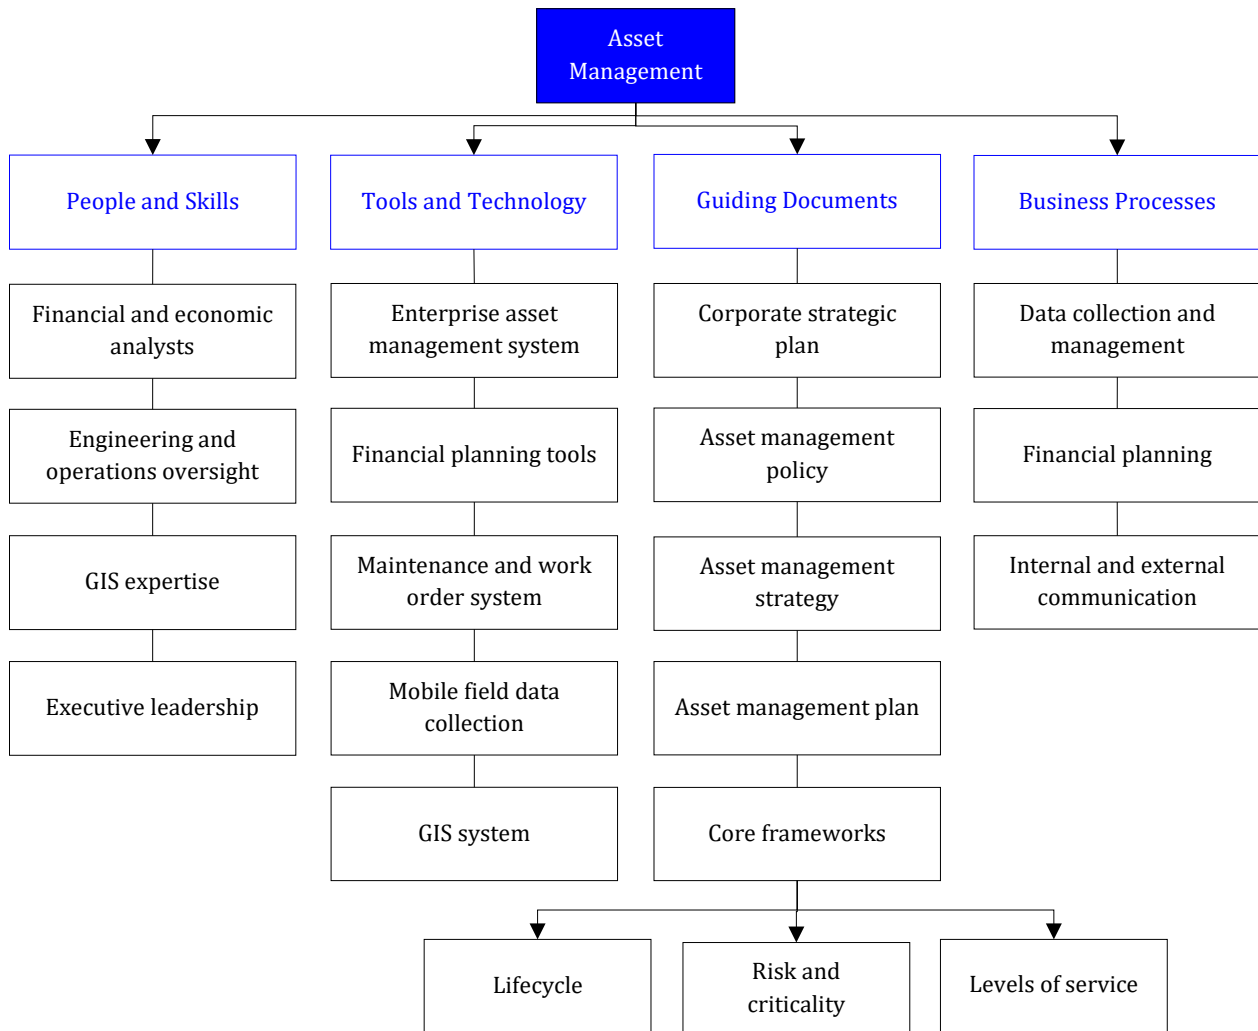 Asset
Management
People and Skills
Tools and Technology
Guiding Documents
Business Processes
Financial and economic
analysts
Enterprise asset
management system
Corporate strategic
plan
Data collection and
management
Engineering and
operations oversight
Financial planning tools
Asset management
policy
Financial planning
GIS expertise
Maintenance and work
order system
Asset management
strategy
Internal and external
communication
Executive leadership
Mobile field data
collection
Asset management plan
GIS system
Core frameworks
Lifecycle
Risk and
criticality
Levels of service